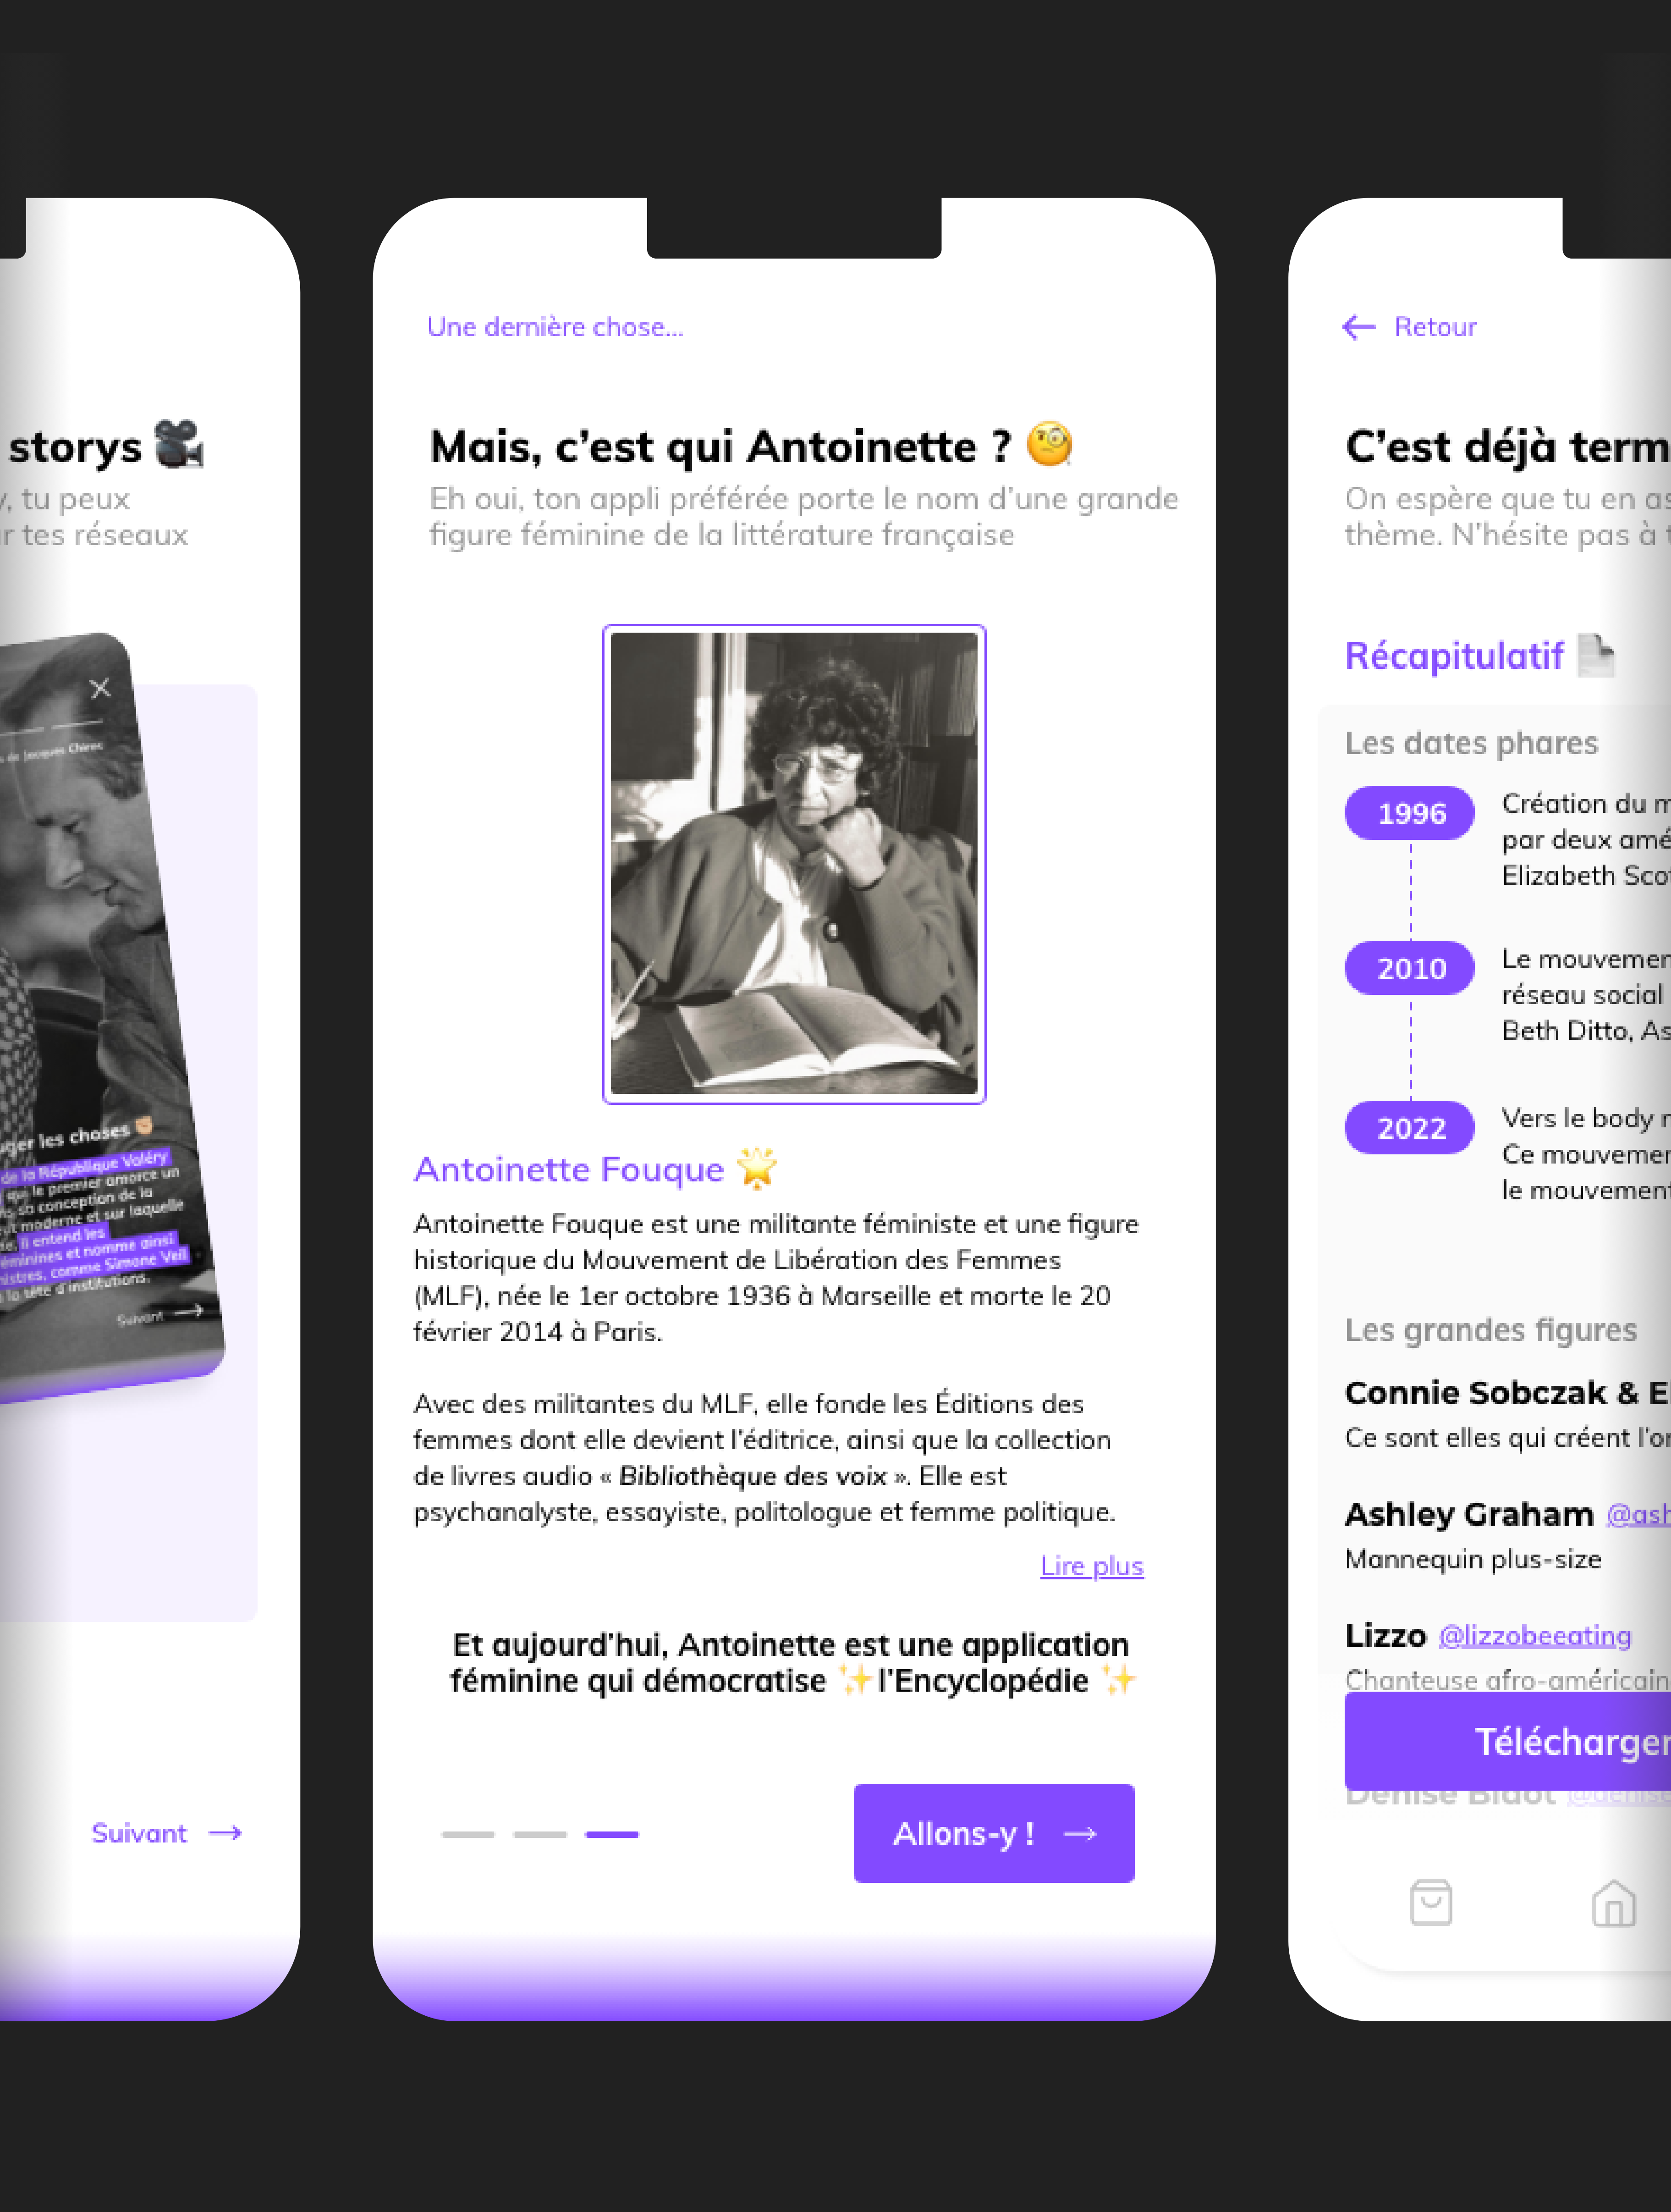 storys
, tu peux
r tes réseaux
s de Jacques Chirac
uger les choses
de la République Valéry
qui le premier amorce un
sa conception de la
ut moderne et sur laquelle
il entend les
éminines et nomme ainsi
nistres, comme Simone Veil
à la tête d'institutions.
Suivant
Suivant
Une dernière chose...
Mais, c'est qui Antoinette ?
Eh oui, ton appli préférée porte le nom d'une grande
figure féminine de la littérature française
Antoinette Fouque
Antoinette Fouque est une militante féministe et une figure
historique du Mouvement de Libération des Femmes
(MLF), née le 1er octobre 1936 à Marseille et morte le 20
février 2014 à Paris.
Avec des militantes du MLF, elle fonde les Éditions des
femmes dont elle devient l'éditrice, ainsi que la collection
de livres audio « Bibliothèque des voix ». Elle est
psychanalyste, essayiste, politologue et femme politique.
Lire plus
Et aujourd'hui, Antoinette est une application
féminine qui démocratise ✨l'Encyclopédie ✨
Allons-y !
Retour
C'est déjà term
On espère que tu en as
thème. N'hésite pas à t
Récapitulatif
Les dates phares
1996
Création du m
par deux amé
Elizabeth Scot
2010
Le mouvemen
réseau social
Beth Ditto, As
2022
Vers le body n
Ce mouvemen
le mouvement
Les grandes figures
Connie Sobczak & El
Ce sont elles qui créent l'or
Ashley Graham @ash
Mannequin plus-size
Lizzo @lizzobeeating
Chanteuse afro-américain
Télécharger
Denise Bidot @denise